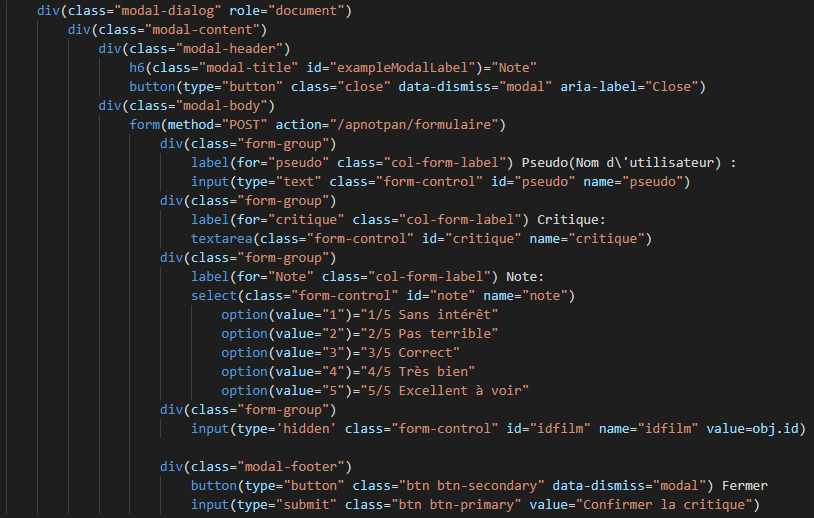 div(class="modal-dialog" role="document")
div(class="modal-content")
div(class="modal-header")
h6(class="modal-title" id="exampleModalLabel")="Note"
button(type="button" class="close" data-dismiss="modal" aria-label="Close")
div(class="modal-body")
form(method="POST" action="/apnotpan/formulaire")
div(class="form-group")
label(for="pseudo" class="col-form-label") Pseudo(Nom d\'utilisateur) :
input(type="text" class="form-control" id="pseudo" name="pseudo")
div(class="form-group")
label(for="critique" class="col-form-label") Critique:
textarea(class="form-control" id="critique" name="critique")
div(class="form-group")
label(for="Note" class="col-form-label") Note:
select(class="form-control" id="note" name="note")
option(value="1")="1/5 Sans intérêt"
option(value="2")="2/5 Pas terrible"
option(value="3")="3/5 Correct"
option(value="4")="4/5 Très bien"
option(value="5")="5/5 Excellent à voir"
div(class="form-group")
input(type='hidden' class="form-control" id="idfilm" name="idfilm" value=obj.id)
div(class="modal-footer")
button(type="button" class="btn btn-secondary" data-dismiss="modal") Fermer
input(type="submit" class="btn btn-primary" value="Confirmer la critique")